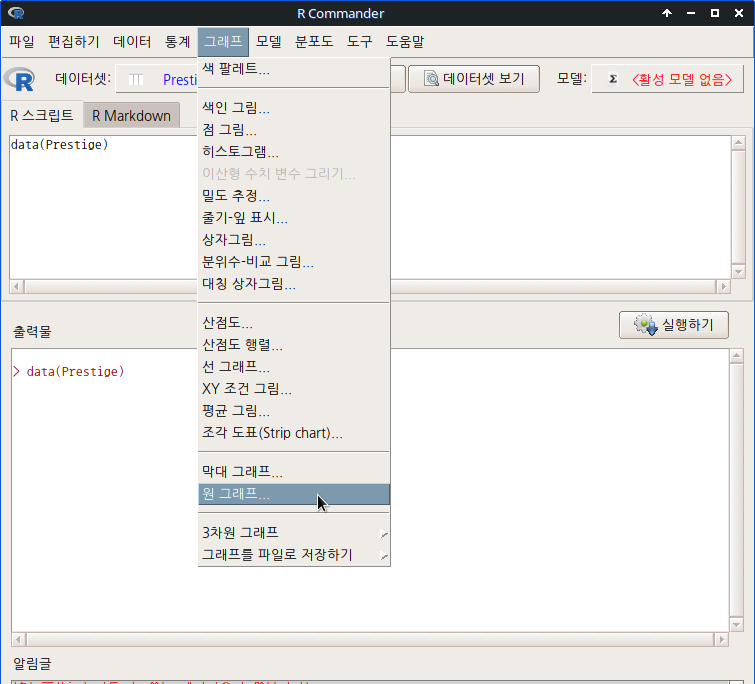 R Commander
파일 편집하기 데이터 통계 그래프 모델 분포도 도구 도움말
데이터셋: Presti 데이터셋 보기 모델: Σ <활성 모델 없음>
R 스크립트 R Markdown
data(Prestige)
색 팔레트...
색인 그림...
점 그림...
히스토그램...
이산형 수치 변수 그리기...
밀도 추정...
줄기-잎 표시...
상자그림...
분위수-비교 그림...
대칭 상자그림...
산점도...
산점도 행렬...
선 그래프...
XY 조건 그림...
평균 그림...
조각 도표(Strip chart)...
막대 그래프...
원 그래프...
3차원 그래프
그래프를 파일로 저장하기
출력물 실행하기
> data(Prestige)
알림글